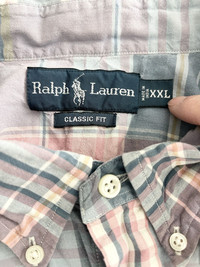 Ralph Lauren
XXL
CLASSIC FIT